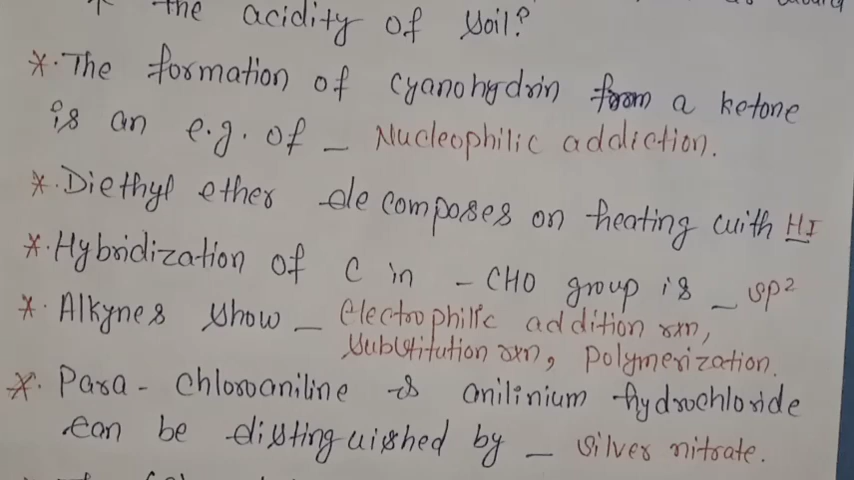 the acidity of soil?
*. The formation of cyanohydrin from a ketone
is an e.g. of _ Nucleophilic addiction.
*. Diethyl ether decomposes on heating with HI
*. Hybridization of C in -CHO group is _ sp²
*. Alkynes show _ electrophilic addition rxn,
substitution rxn, polymerization.
*. Para-chloroaniline & anilinium hydrochloride
can be distinguished by _ silver nitrate.